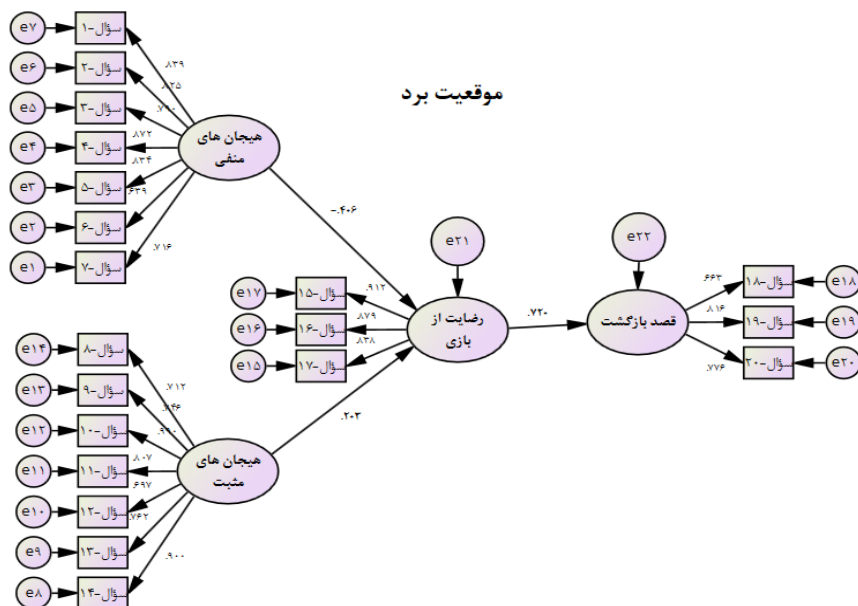 موقعیت برد
e۷
سؤال-۱
e۶
سؤال-۲
e۵
سؤال-۳
e۴
سؤال-۴
e۳
سؤال-۵
e۲
سؤال-۶
e۱
سؤال-۷
.۸۳۹
.۸۲۵
.۷۹۰
.۸۷۲
.۸۳۴
.۶۳۹
.۷۱۶
هیجان های
منفی
-.۴۰۶
e۲۱
e۲۲
e۱۷
سؤال-۱۵
e۱۶
سؤال-۱۶
e۱۵
سؤال-۱۷
.۹۱۲
.۸۷۹
.۸۳۸
رضایت از
بازی
.۷۲۰
قصد بازگشت
.۶۶۳
.۸۱۶
.۷۷۶
سؤال-۱۸
e۱۸
سؤال-۱۹
e۱۹
سؤال-۲۰
e۲۰
.۲۰۳
e۱۴
سؤال-۸
e۱۳
سؤال-۹
e۱۲
سؤال-۱۰
e۱۱
سؤال-۱۱
e۱۰
سؤال-۱۲
e۹
سؤال-۱۳
e۸
سؤال-۱۴
.۷۱۲
.۸۰۷
.۶۹۷
.۷۶۲
.۹۰۰
هیجان های
مثبت